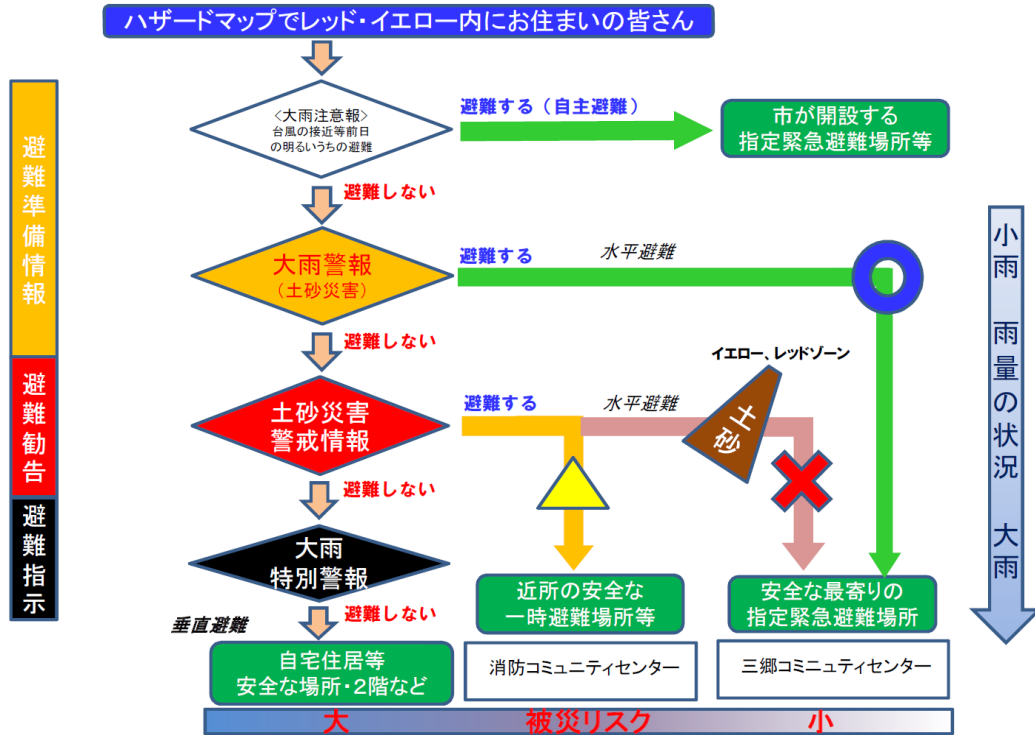 ハザードマップでレッド・イエロー内にお住まいの皆さん
避難準備情報
避難勧告
避難指示
<大雨注意報>
台風の接近等前日
の明るいうちの避難
避難する(自主避難)
市が開設する
指定緊急避難場所等
避難しない
大雨警報
(土砂災害)
避難する
水平避難
避難しない
イエロー、レッドゾーン
土砂災害
警戒情報
避難する
水平避難
土砂
避難しない
大雨
特別警報
避難しない
垂直避難
自宅住居等
安全な場所・2階など
近所の安全な
一時避難場所等
消防コミュニティセンター
安全な最寄りの
指定緊急避難場所
三郷コミニュティセンター
小雨 雨量の状況 大雨
大 被災リスク 小